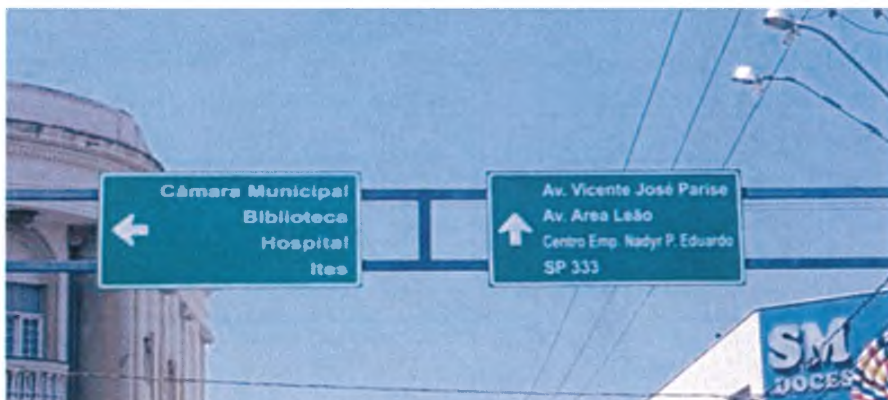 Câmara Municipal
Biblioteca
Hospital
Ites
Av. Vicente José Parise
Av. Area Leão
Centro Emp. Nadyr P. Eduardo
SP 333
SM
DOCES